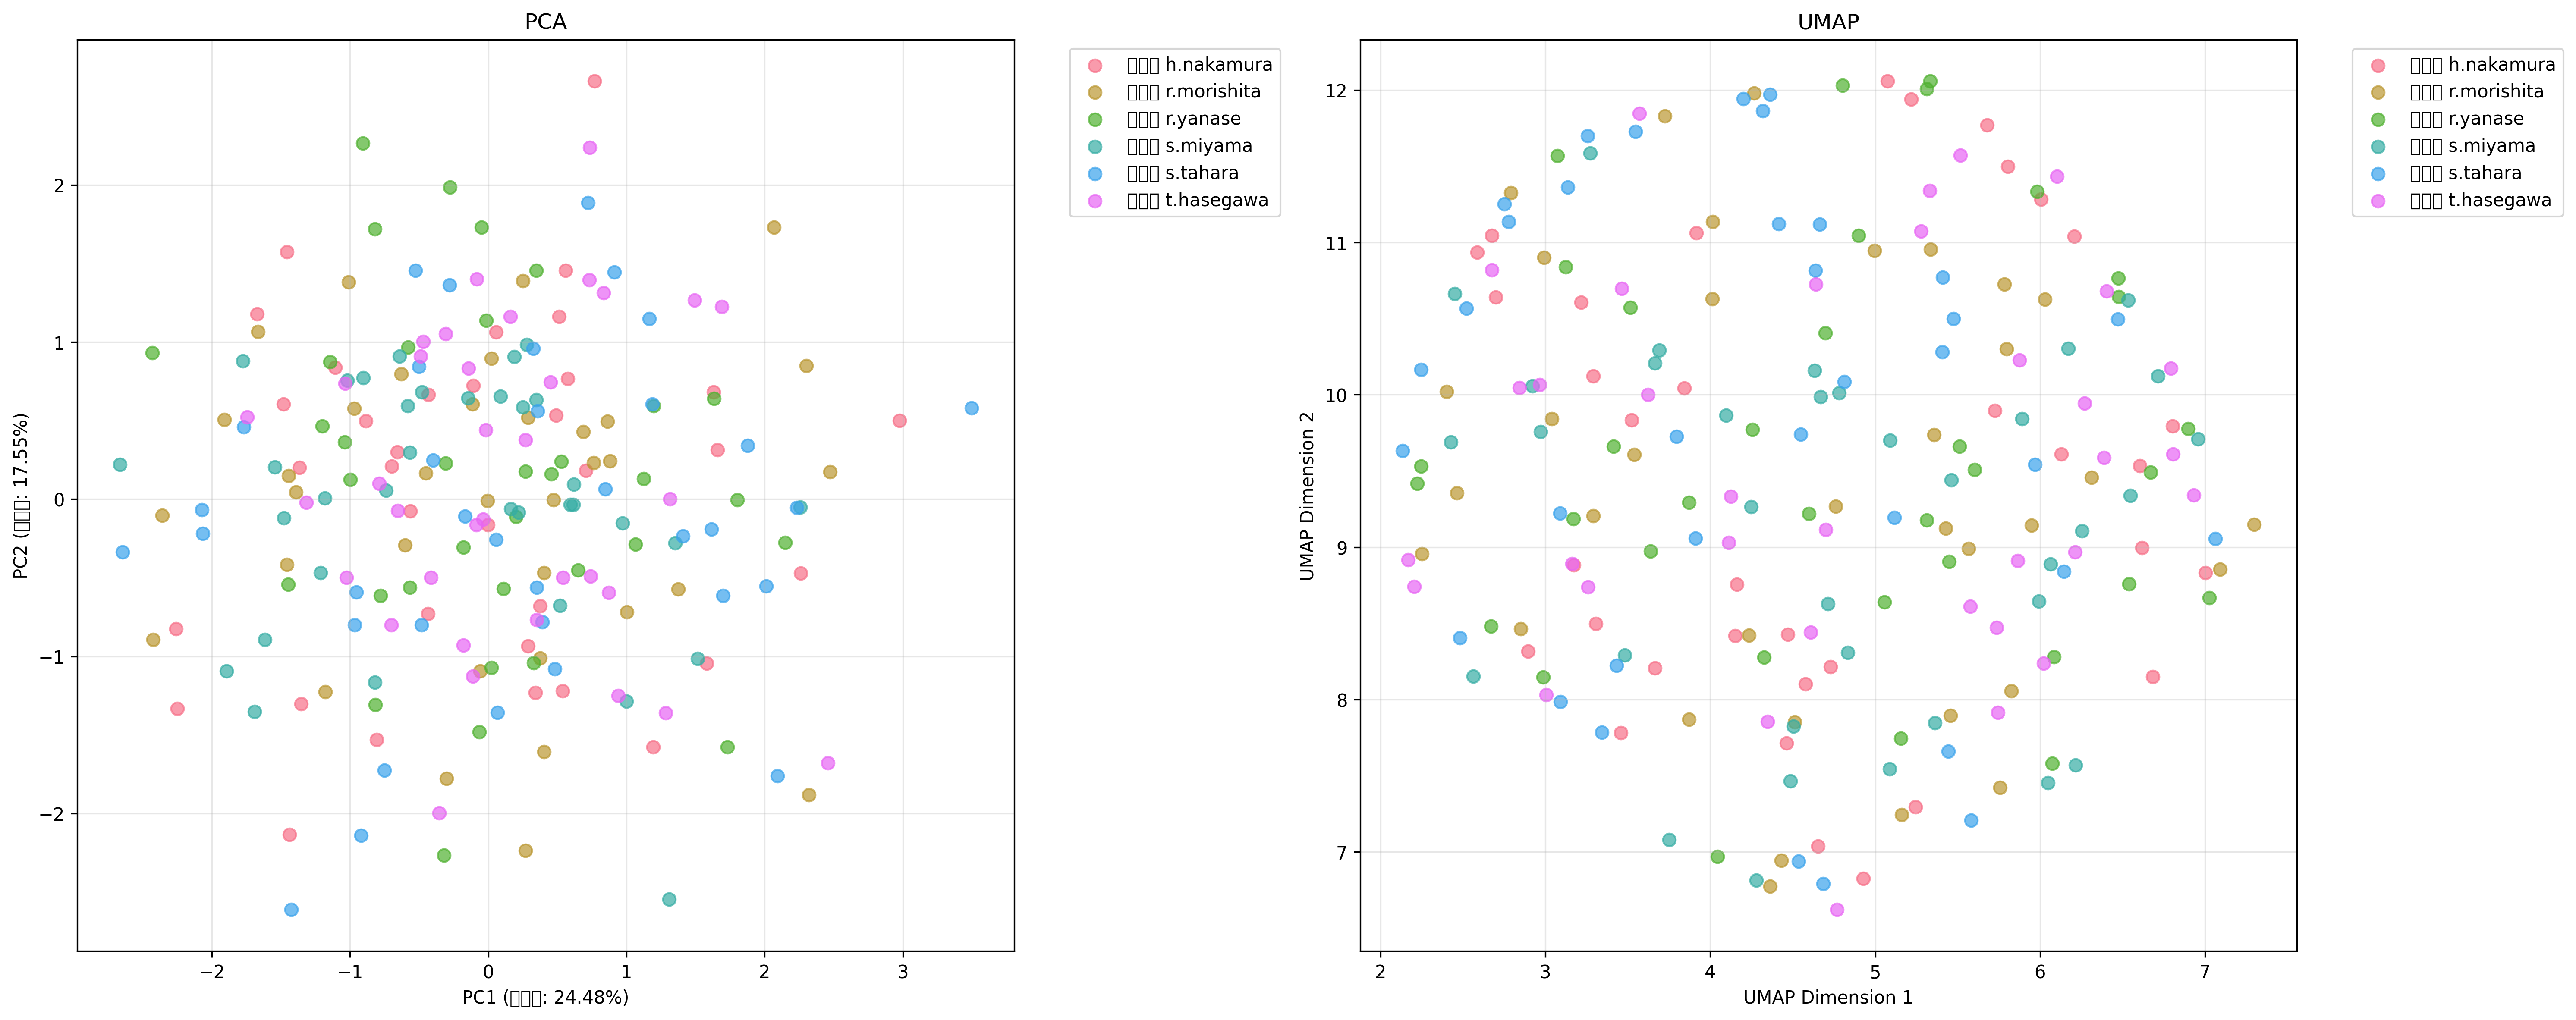 PCA
2
1
0
−1
−2
PC2 (□□□: 17.55%)
−2 −1 0 1 2 3
PC1 (□□□: 24.48%)
□□□ h.nakamura
□□□ r.morishita
□□□ r.yanase
□□□ s.miyama
□□□ s.tahara
□□□ t.hasegawa
UMAP
12
11
10
9
8
7
UMAP Dimension 2
2 3 4 5 6 7
UMAP Dimension 1
□□□ h.nakamura
□□□ r.morishita
□□□ r.yanase
□□□ s.miyama
□□□ s.tahara
□□□ t.hasegawa